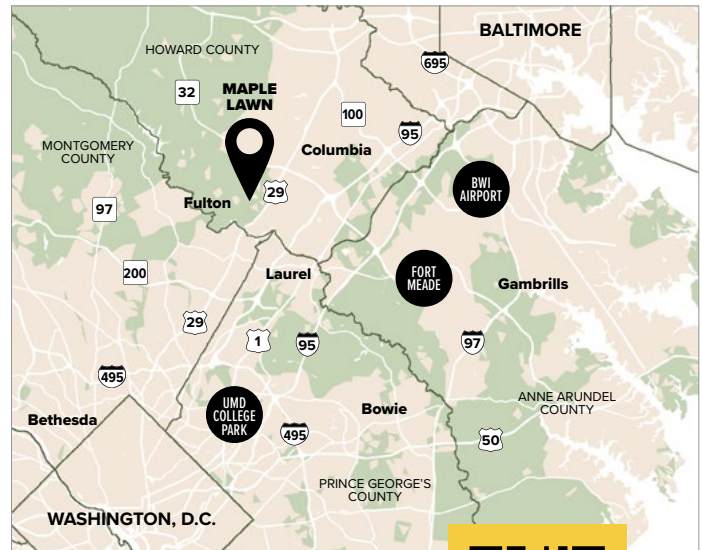 BALTIMORE
HOWARD COUNTY
695
32
MAPLE
LAWN
100
95
Columbia
MONTGOMERY
COUNTY
BWI
AIRPORT
29
97
Fulton
200
Laurel
FORT
MEADE
Gambrills
29
1
95
97
495
UMD
COLLEGE
PARK
Bethesda
Bowie
ANNE ARUNDEL
COUNTY
495
50
PRINCE GEORGE'S
COUNTY
WASHINGTON, D.C.